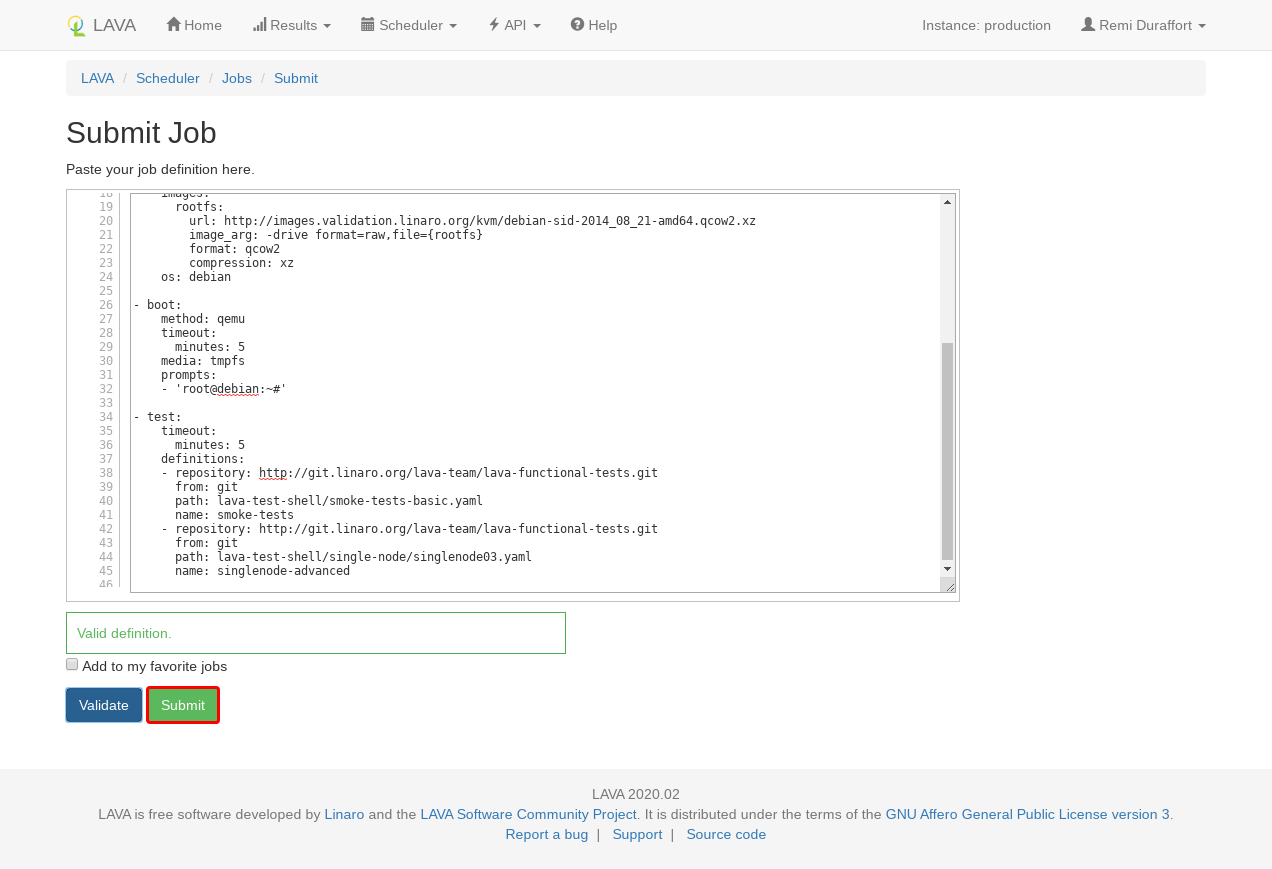 LAVA Home Results Scheduler API Help Instance: production Remi Duraffort
LAVA / Scheduler / Jobs / Submit
Submit Job
Paste your job definition here.
18 images:
19 rootfs:
20 url: http://images.validation.linaro.org/kvm/debian-sid-2014_08_21-amd64.qcow2.xz
21 image_arg: -drive format=raw,file={rootfs}
22 format: qcow2
23 compression: xz
24 os: debian
25
26 - boot:
27 method: qemu
28 timeout:
29 minutes: 5
30 media: tmpfs
31 prompts:
32 - 'root@debian:~#'
33
34 - test:
35 timeout:
36 minutes: 5
37 definitions:
38 - repository: http://git.linaro.org/lava-team/lava-functional-tests.git
39 from: git
40 path: lava-test-shell/smoke-tests-basic.yaml
41 name: smoke-tests
42 - repository: http://git.linaro.org/lava-team/lava-functional-tests.git
43 from: git
44 path: lava-test-shell/single-node/singlenode03.yaml
45 name: singlenode-advanced
46
Valid definition.
Add to my favorite jobs
Validate Submit
LAVA 2020.02
LAVA is free software developed by Linaro and the LAVA Software Community Project. It is distributed under the terms of the GNU Affero General Public License version 3.
Report a bug | Support | Source code